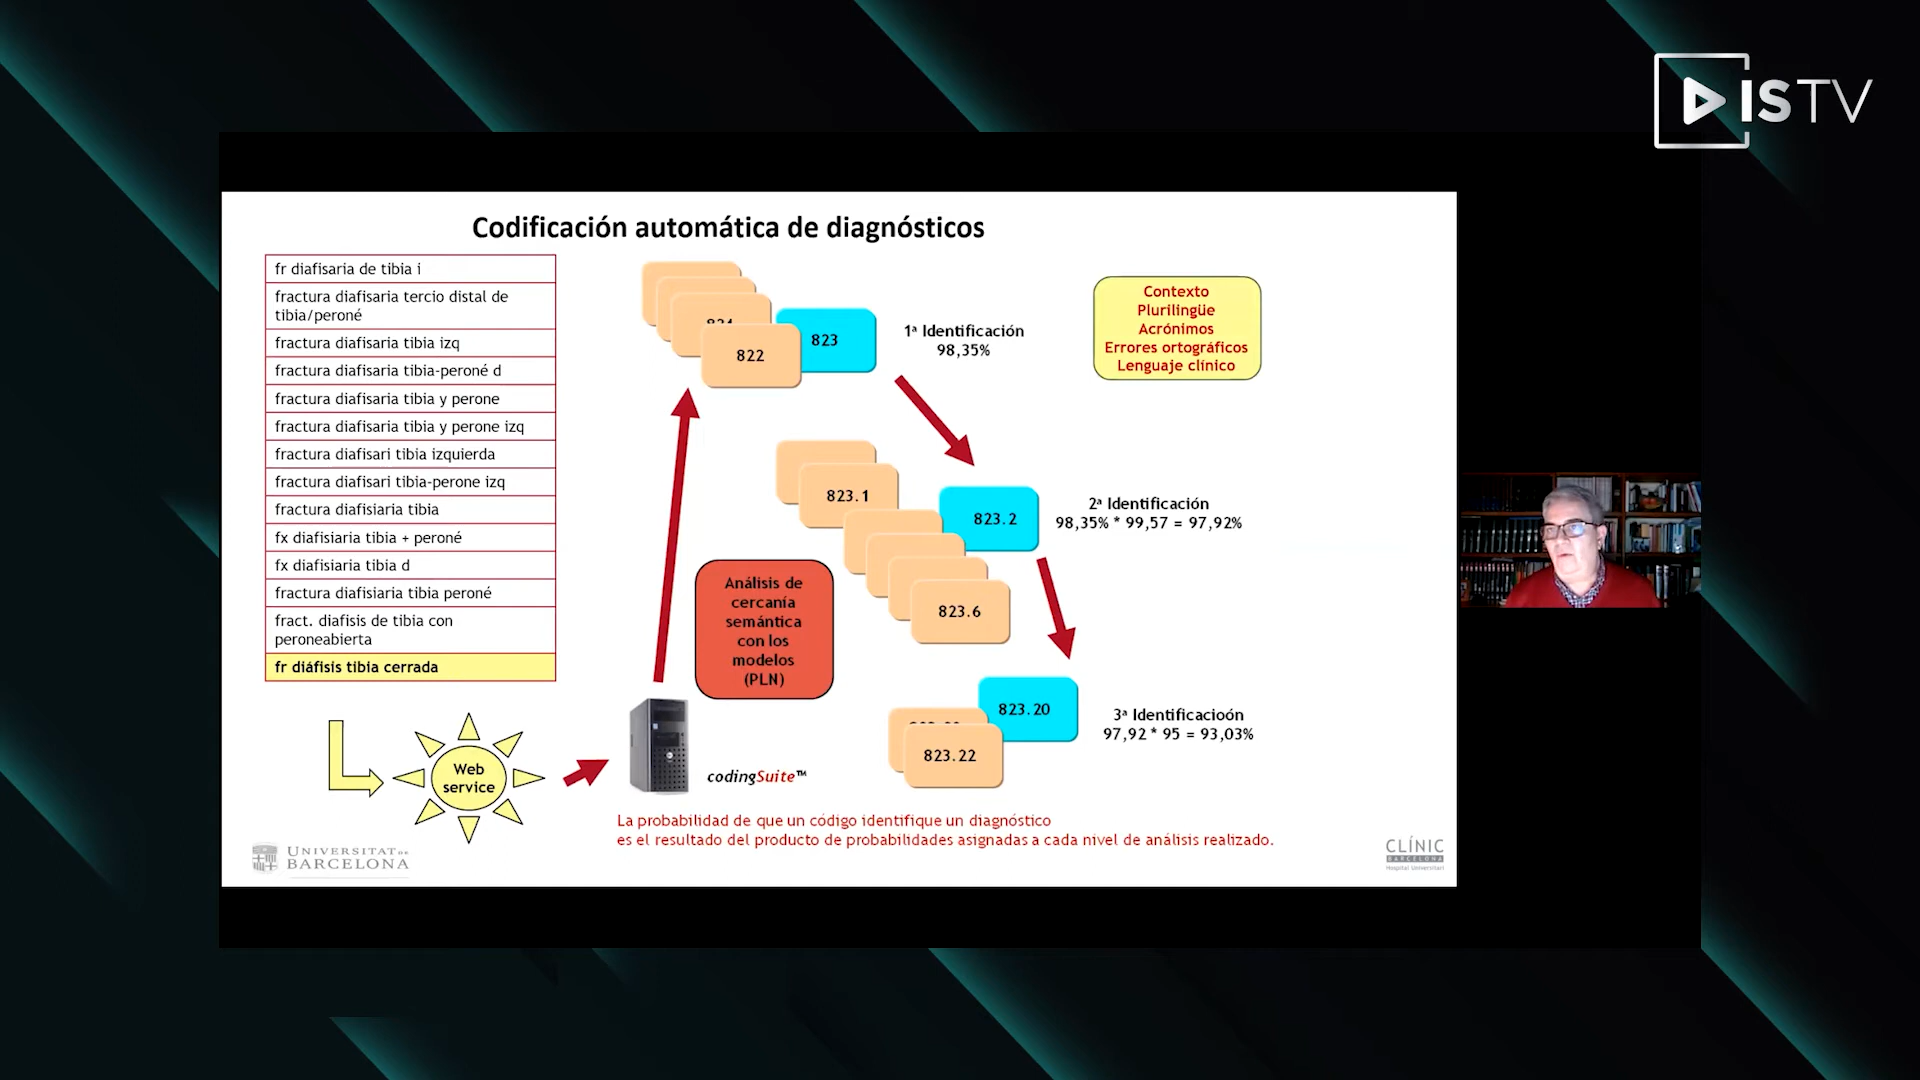 ISTV
Codificación automática de diagnósticos
fr diafisaria de tibia i
fractura diafisaria tercio distal de
tibia/peroné
fractura diafisaria tibia izq
fractura diafisaria tibia-peroné d
fractura diafisaria tibia y perone
fractura diafisaria tibia y perone izq
fractura diafisari tibia izquierda
fractura diafisari tibia-perone izq
fractura diafisiaria tibia
fx diafisiaria tibia + peroné
fx diafisiaria tibia d
fractura diafisiaria tibia peroné
fract. diafisis de tibia con
peroneabierta
fr diáfisis tibia cerrada
Web
service
822
823
1ª Identificación
98,35%
Contexto
Plurilingüe
Acrónimos
Errores ortográficos
Lenguaje clínico
823.1
823.2
823.6
2ª Identificación
98,35% * 99,57 = 97,92%
Análisis de
cercanía
semántica
con los
modelos
(PLN)
823.20
823.22
3ª Identificacioón
97,92 * 95 = 93,03%
codingSuite™
La probabilidad de que un código identifique un diagnóstico
es el resultado del producto de probabilidades asignadas a cada nivel de análisis realizado.
UNIVERSITAT DE
BARCELONA
CLÍNIC
BARCELONA
Hospital Universitari